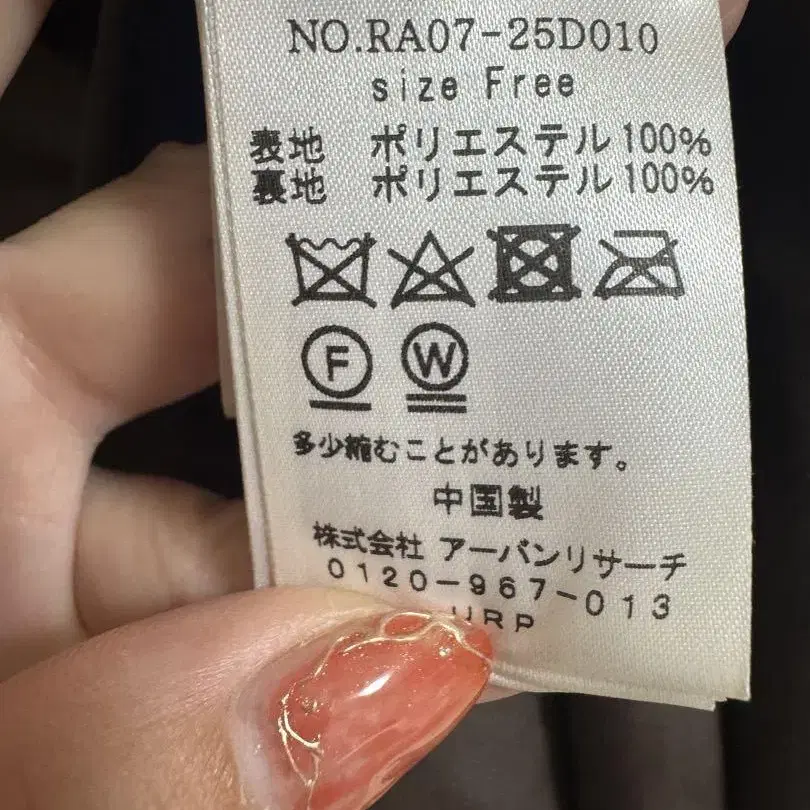 NO.RA07-25D010
size Free
表地 ポリエステル100%
裏地 ポリエステル100%
F W
多少縮むことがあります。
中国製
株式会社 アーバンリサーチ
0120-967-013
URP